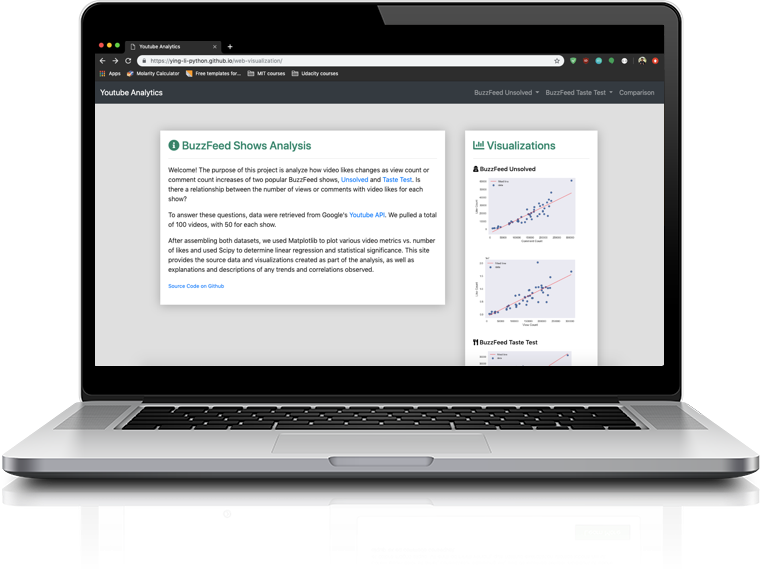 Youtube Analytics
https://ying-li-python.github.io/web-visualization/
Apps Molarity Calculator Free templates for... MIT courses Udacity courses
Youtube Analytics BuzzFeed Unsolved BuzzFeed Taste Test Comparison
BuzzFeed Shows Analysis
Welcome! The purpose of this project is analyze how video likes changes as view count or
comment count increases of two popular BuzzFeed shows, Unsolved and Taste Test. Is
there a relationship between the number of views or comments with video likes for each
show?
To answer these questions, data were retrieved from Google's Youtube API. We pulled a total
of 100 videos, with 50 for each show.
After assembling both datasets, we used Matplotlib to plot various video metrics vs. number
of likes and used Scipy to determine linear regression and statistical significance. This site
provides the source data and visualizations created as part of the analysis, as well as
explanations and descriptions of any trends and correlations observed.
Source Code on Github
Visualizations
BuzzFeed Unsolved
Comment Count
View Count
BuzzFeed Taste Test